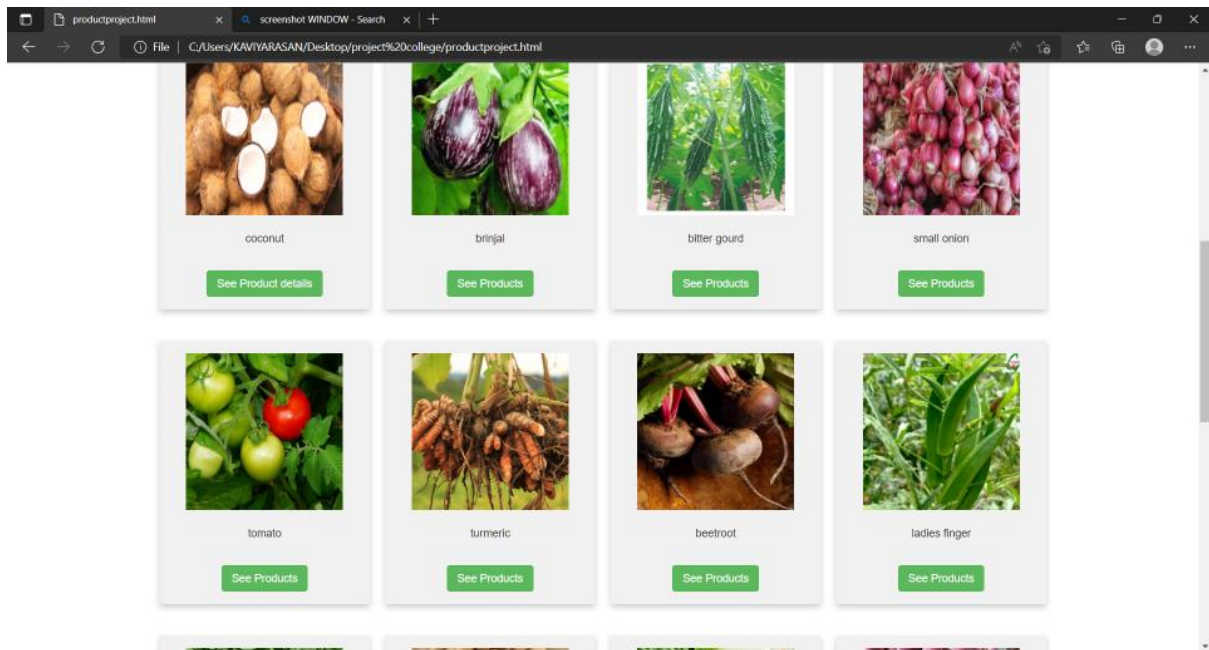 productproject.html
screenshot WINDOW - Search
File
C:/Users/KAVIYARASAN/Desktop/project%20college/productproject.html
coconut
brinjal
bitter gourd
small onion
See Product details
See Products
See Products
See Products
tomato
turmeric
beetroot
ladies finger
See Products
See Products
See Products
See Products